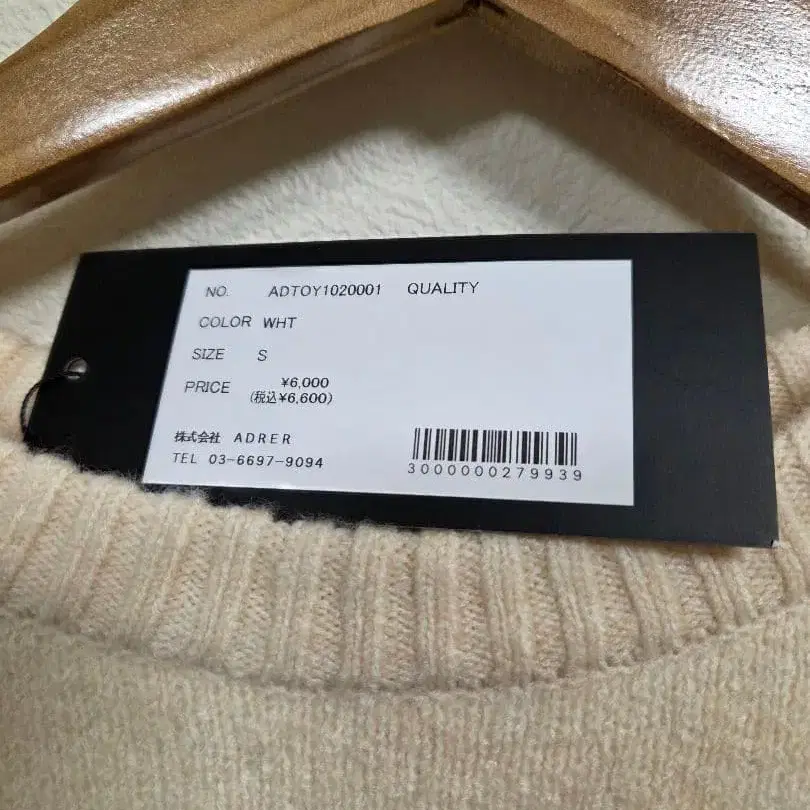 NO. ADTOY1020001 QUALITY
COLOR WHT
SIZE S
PRICE ¥6,000
(税込¥6,600)
株式会社 ADRER
TEL 03-6697-9094
3000000279939